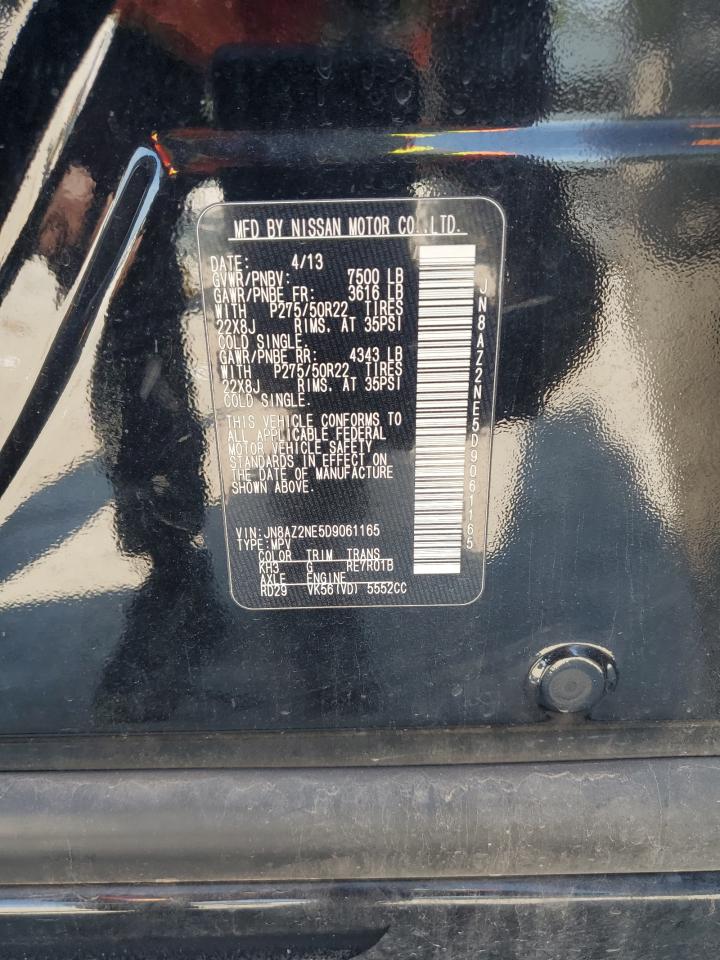 MFD BY NISSAN MOTOR CO.,LTD.
DATE: 4/13
GVWR/PNBV: 7500 LB
GAWR/PNBE FR: 3616 LB
WITH P275/50R22 TIRES
22X8J RIMS. AT 35PSI
COLD SINGLE.
GAWR/PNBE RR: 4343 LB
WITH P275/50R22 TIRES
22X8J RIMS. AT 35PSI
COLD SINGLE.
THIS VEHICLE CONFORMS TO
ALL APPLICABLE FEDERAL
MOTOR VEHICLE SAFETY
STANDARDS IN EFFECT ON
THE DATE OF MANUFACTURE
SHOWN ABOVE.
VIN:JN8AZ2NE5D9061165
TYPE:MPV
COLOR TRIM TRANS
KH3 G RE7R01B
AXLE ENGINE
RD29 VK56(VD) 5552CC
JN8AZ2NE5D9061165